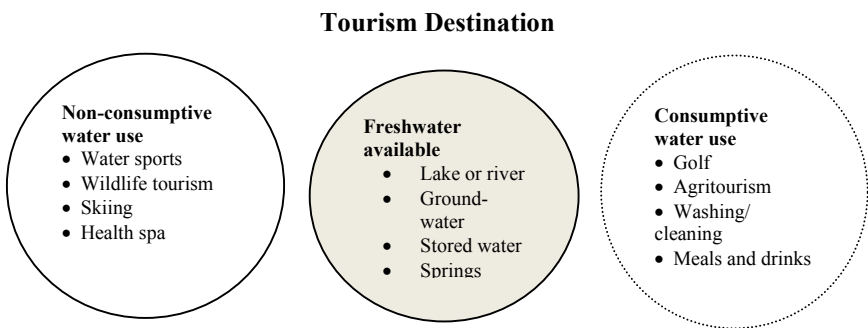 Tourism Destination
Non-consumptive
water use
• Water sports
• Wildlife tourism
• Skiing
• Health spa
Freshwater
available
• Lake or river
• Ground-
water
• Stored water
• Springs
Consumptive
water use
• Golf
• Agritourism
• Washing/
cleaning
• Meals and drinks